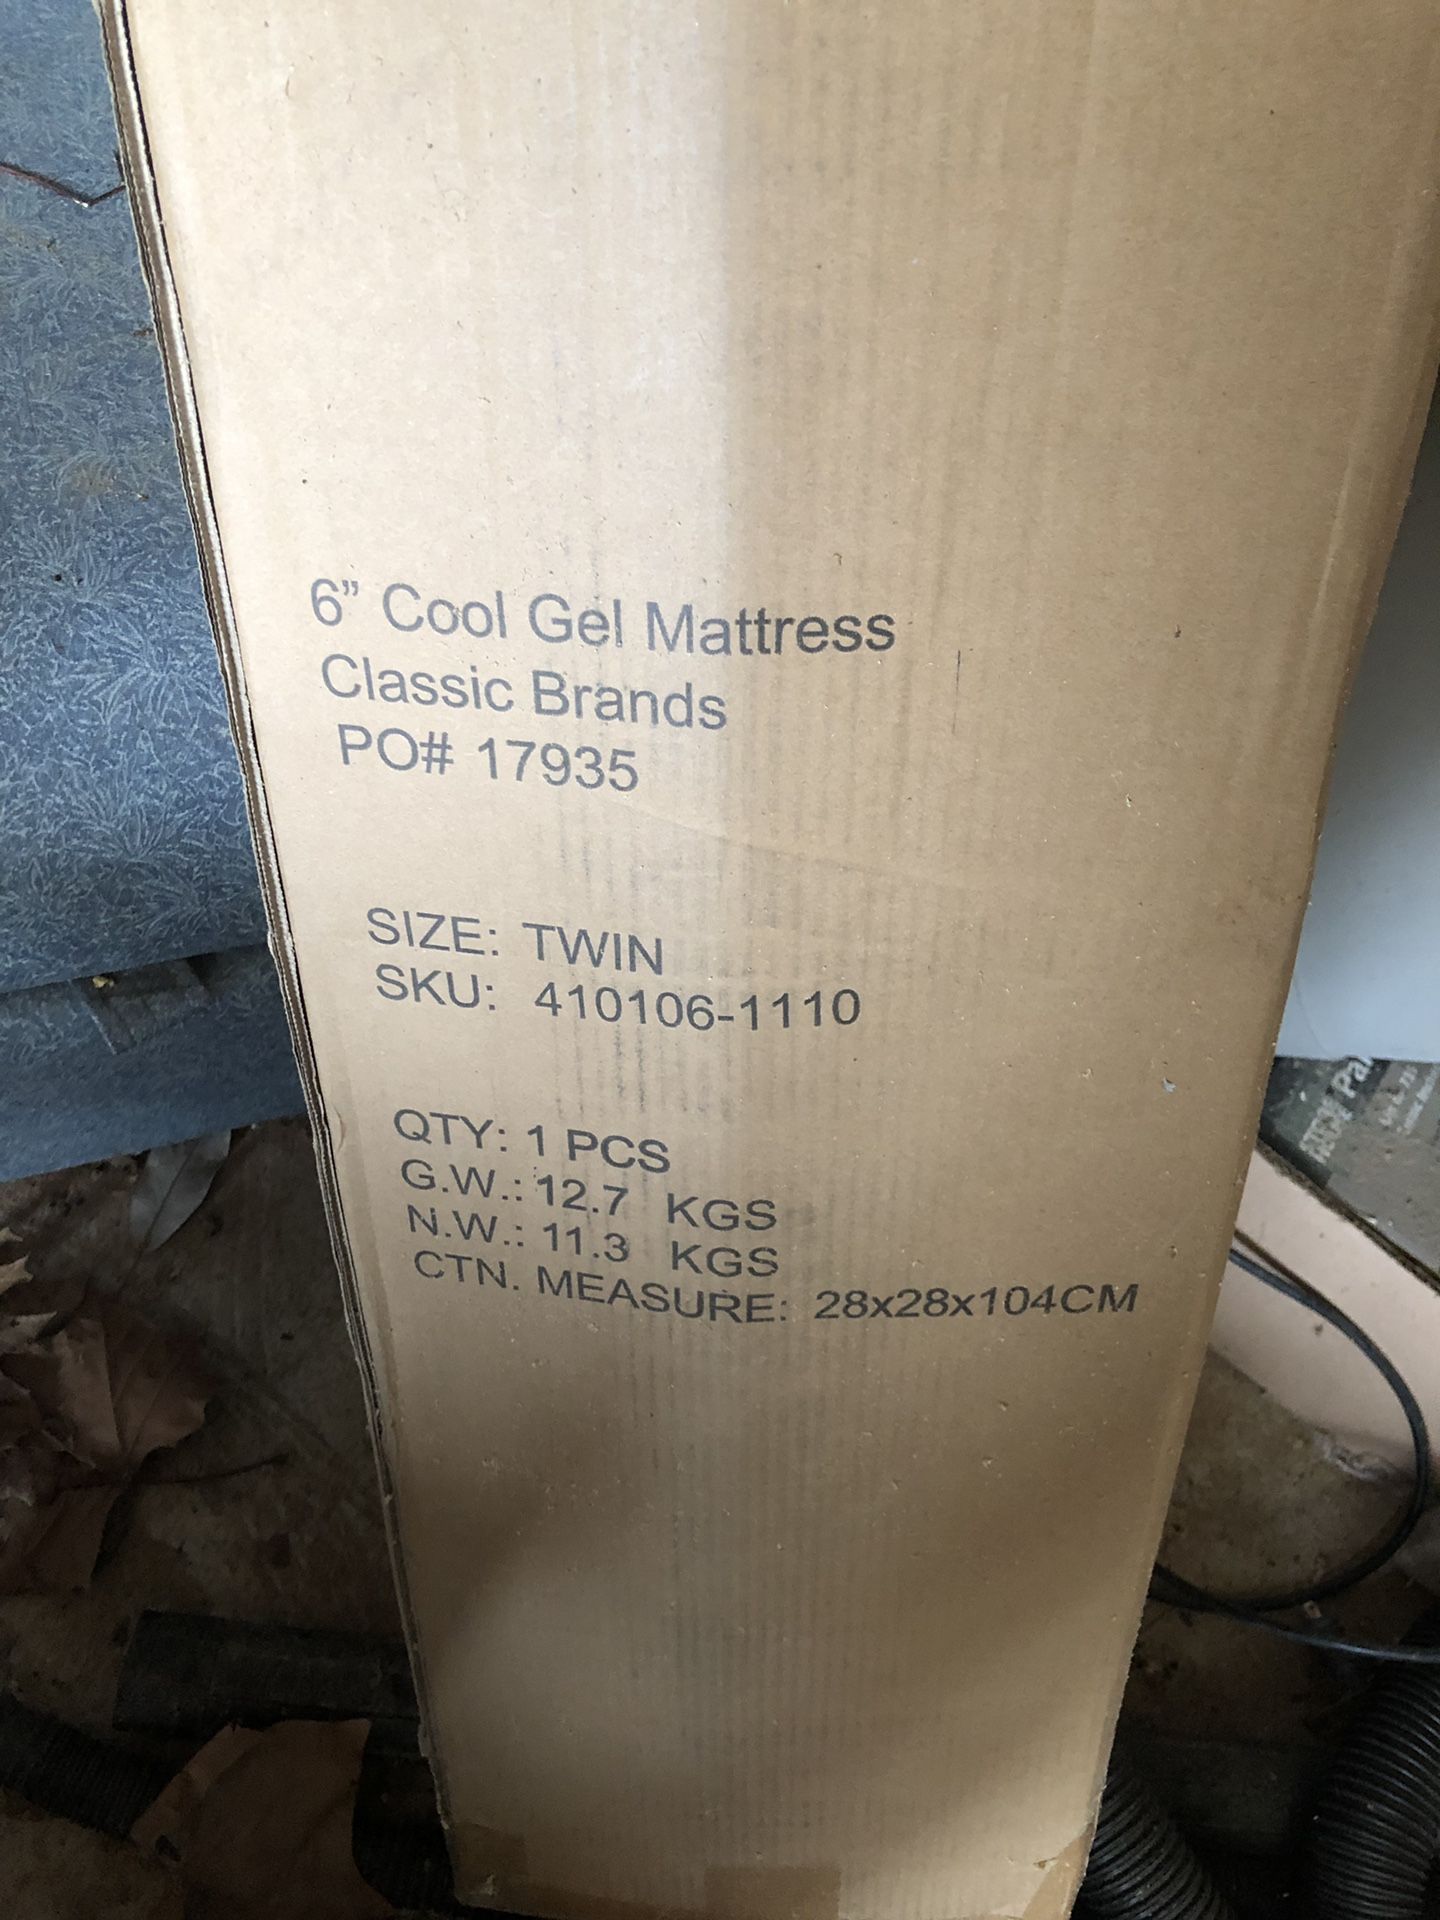 6” Cool Gel Mattress
Classic Brands
PO# 17935
SIZE: TWIN
SKU: 410106-1110
QTY: 1 PCS
G.W.: 12.7 KGS
N.W.: 11.3 KGS
CTN. MEASURE: 28x28x104CM